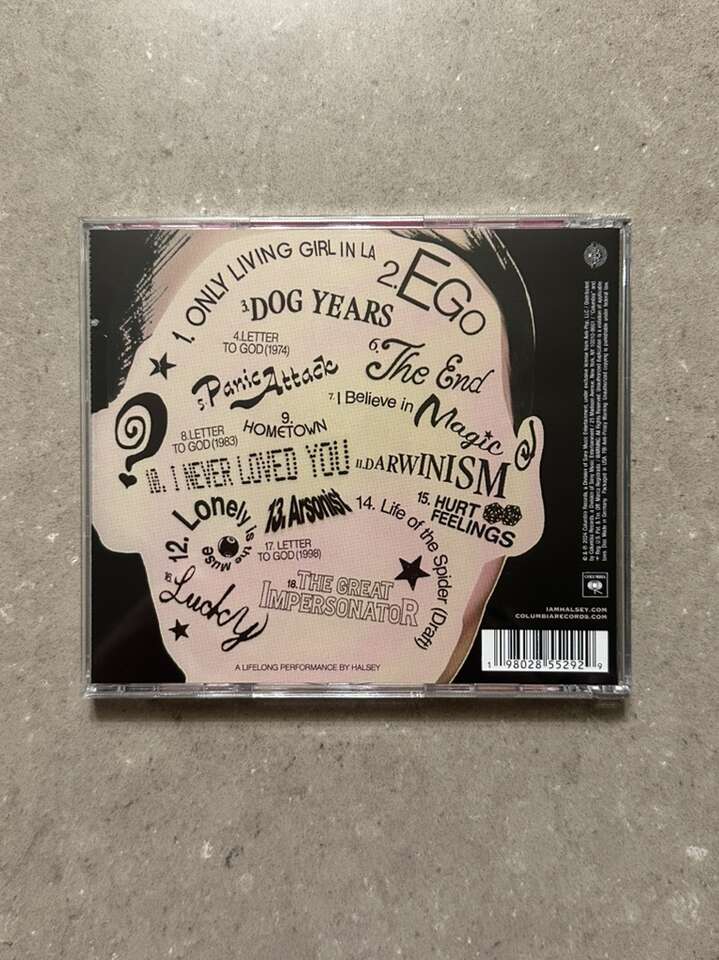 1. ONLY LIVING GIRL IN LA
2. EGO
3. DOG YEARS
4. LETTER
TO GOD (1974)
5. Panic Attack
6. The End
7. I Believe in Magic
8. LETTER
TO GOD (1983)
9.
HOMETOWN
10. I NEVER LOVED YOU
11. DARWINISM
12. Lonely is the Muse
13. Arsonist
14. Life of the Spider (Draft)
15. HURT
FEELINGS
16. Lucky
17. LETTER
TO GOD (1998)
18. THE GREAT
IMPERSONATOR
A LIFELONG PERFORMANCE BY HALSEY
COLUMBIA
IAMHALSEY.COM
COLUMBIARECORDS.COM
1 98028 55292 9